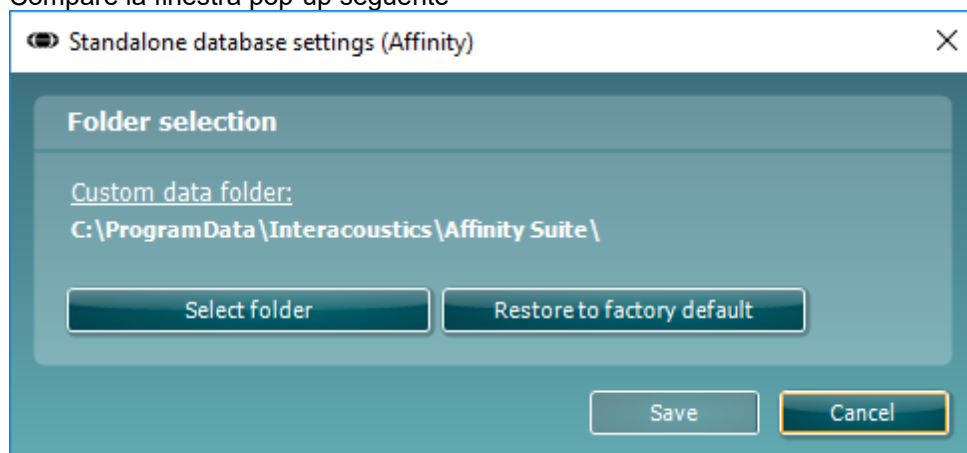 Compare la finestra pop-up seguente
Standalone database settings (Affinity)
Folder selection
Custom data folder:
C:\ProgramData\Interacoustics\Affinity Suite\
Select folder
Restore to factory default
Save
Cancel